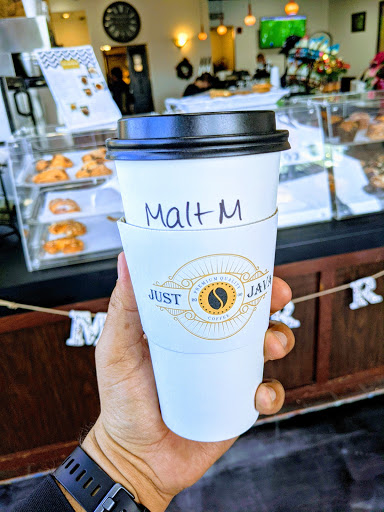 Malt M
JUST JAVA
PREMIUM QUALITY
COFFEE
M
R